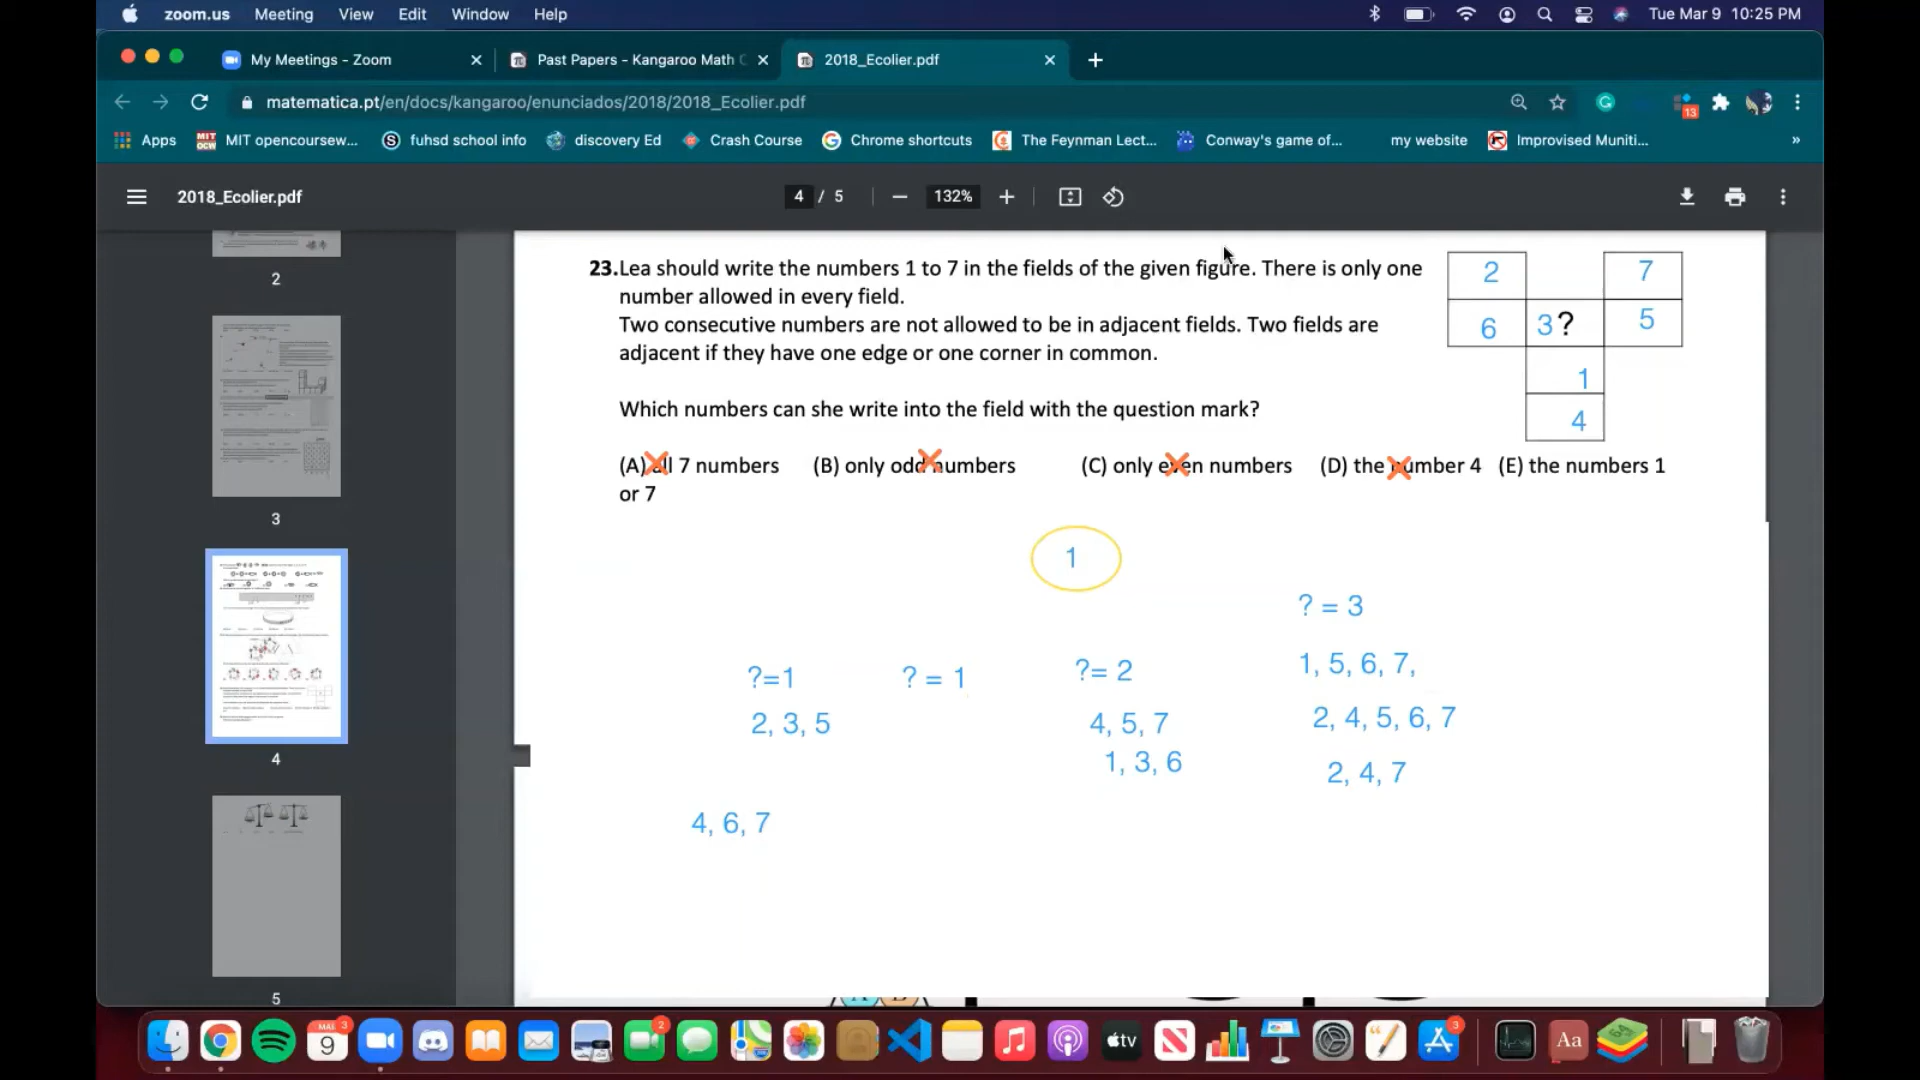 zoom.us Meeting View Edit Window Help Tue Mar 9 10:25 PM
My Meetings - Zoom Past Papers - Kangaroo Math C 2018_Ecolier.pdf
matematica.pt/en/docs/kangaroo/enunciados/2018/2018_Ecolier.pdf 13
Apps MIT OCW MIT opencoursew... S fuhsd school info discovery Ed Crash Course G Chrome shortcuts The Feynman Lect... Conway's game of... my website Improvised Muniti... »
2018_Ecolier.pdf 4 / 5 132%
2
3
4
5
23. Lea should write the numbers 1 to 7 in the fields of the given figure. There is only one
number allowed in every field.
Two consecutive numbers are not allowed to be in adjacent fields. Two fields are
adjacent if they have one edge or one corner in common.
2 7
6 3 ? 5
1
4
Which numbers can she write into the field with the question mark?
(A) all 7 numbers (B) only odd numbers (C) only even numbers (D) the number 4 (E) the numbers 1
or 7
1
? = 3
?=1 ? = 1 ?= 2 1, 5, 6, 7,
2, 3, 5 4, 5, 7 2, 4, 5, 6, 7
1, 3, 6 2, 4, 7
4, 6, 7
3 9 2 tv 3 Aa